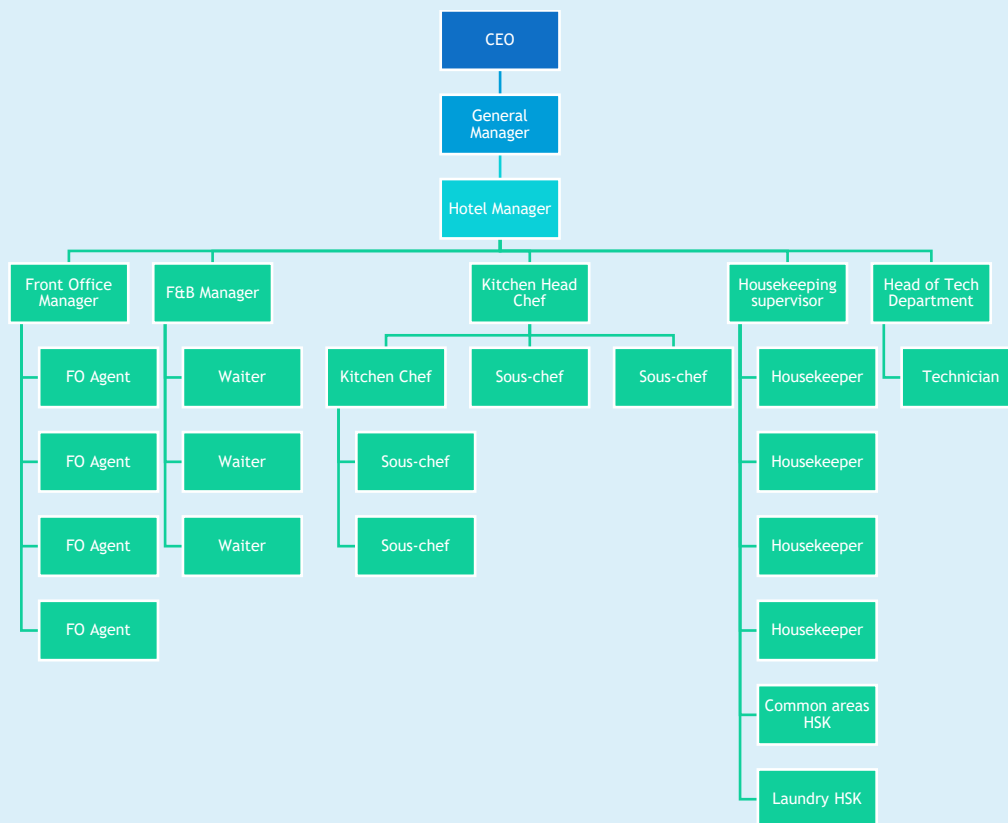 CEO
General
Manager
Hotel Manager
Front Office
Manager
F&B Manager
Kitchen Head
Chef
Housekeeping
supervisor
Head of Tech
Department
FO Agent
Waiter
Kitchen Chef
Sous-chef
Sous-chef
Housekeeper
Technician
FO Agent
Waiter
Sous-chef
Housekeeper
FO Agent
Waiter
Sous-chef
Housekeeper
FO Agent
Housekeeper
Common areas
HSK
Laundry HSK